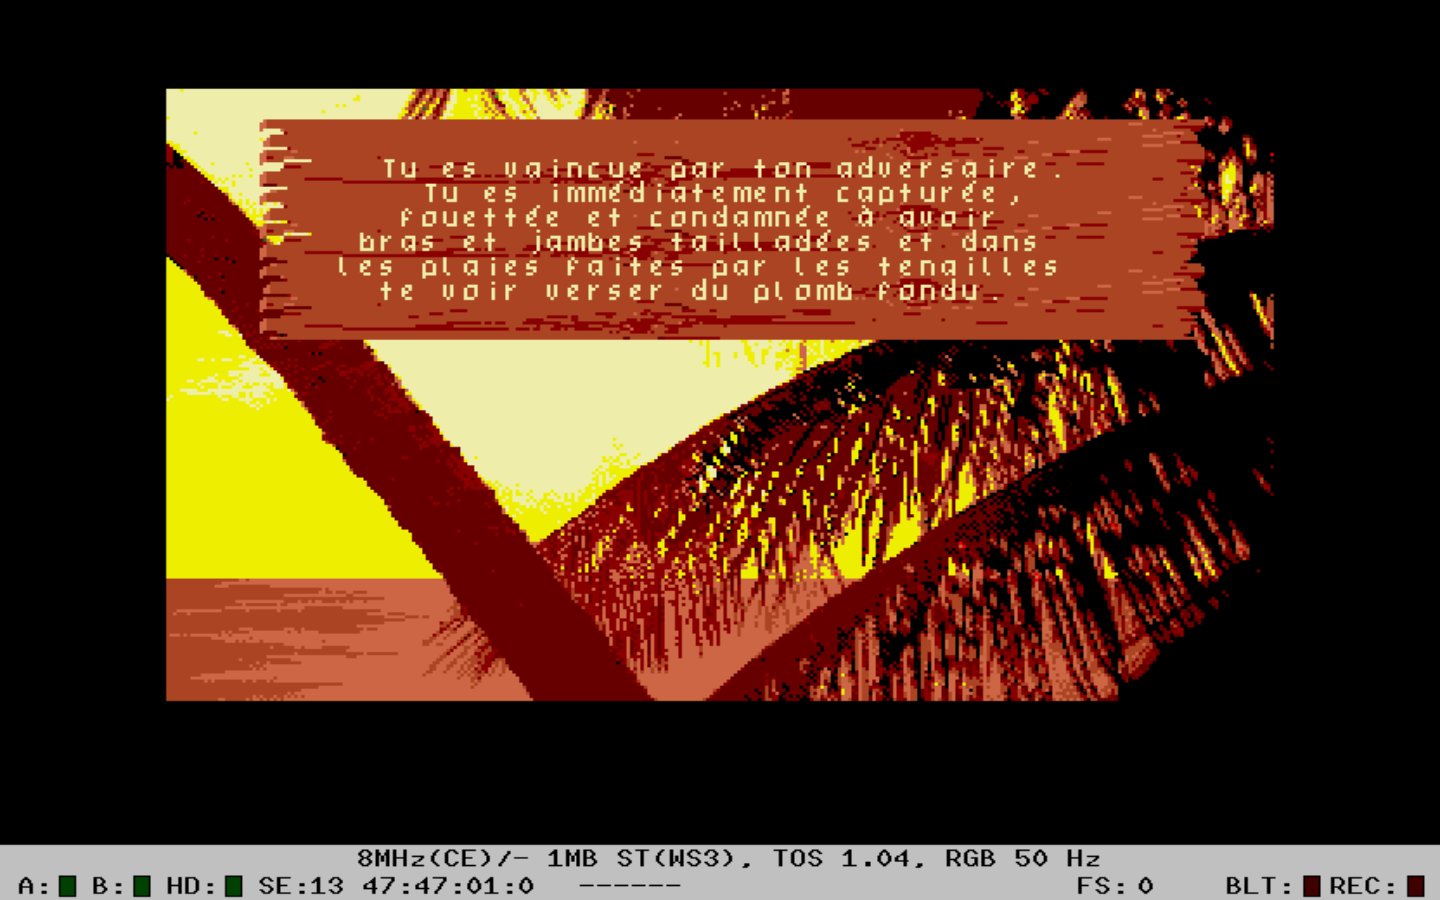 Tu es vaincue par ton adversaire.
Tu es immédiatement capturée,
fouettée et condamnée à avoir
bras et jambes tailladées et dans
les plaies faites par les tenailles
te voir verser du plomb fondu.
8MHz(CE)/- 1MB ST(WS3), TOS 1.04, RGB 50 Hz
A: B: HD: SE:13 47:47:01:0 ------ FS: 0 BLT: REC: